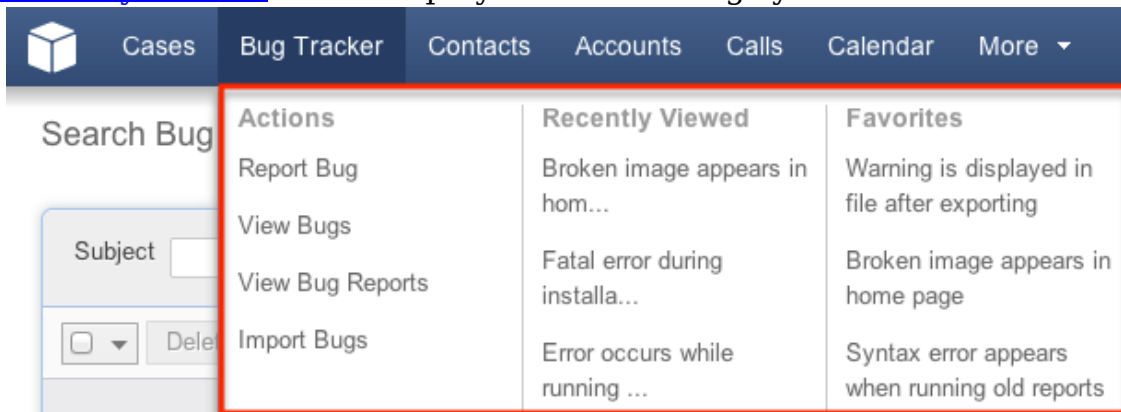 Cases Bug Tracker Contacts Accounts Calls Calendar More
Search Bug
Subject
Actions
Report Bug
View Bugs
View Bug Reports
Import Bugs
Recently Viewed
Broken image appears in
hom...
Fatal error during
installa...
Error occurs while
running ...
Favorites
Warning is displayed in
file after exporting
Broken image appears in
home page
Syntax error appears
when running old reports